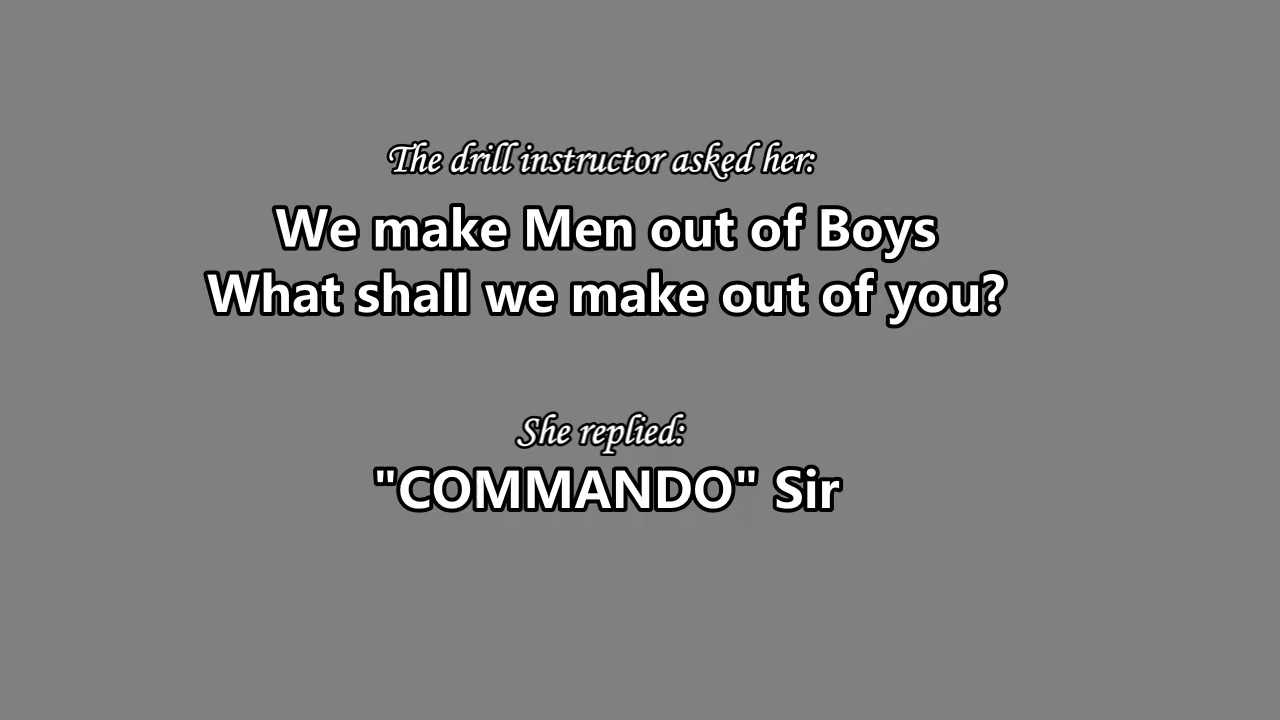 The drill instructor asked her:
We make Men out of Boys
What shall we make out of you?
She replied:
"COMMANDO" Sir